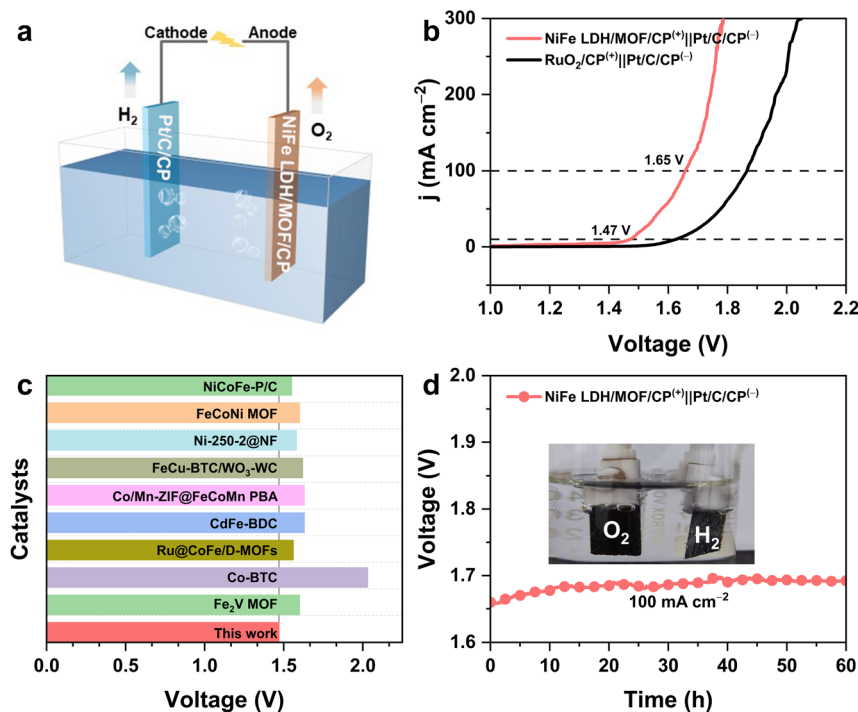 a
Cathode
Anode
H₂
O₂
Pt/C/CP
NiFe LDH/MOF/CP
b
NiFe LDH/MOF/CP⁽⁺⁾||Pt/C/CP⁽⁻⁾
RuO₂/CP⁽⁺⁾||Pt/C/CP⁽⁻⁾
300
200
100
0
j (mA cm⁻²)
1.65 V
1.47 V
1.0 1.2 1.4 1.6 1.8 2.0 2.2
Voltage (V)
c
Catalysts
NiCoFe-P/C
FeCoNi MOF
Ni-250-2@NF
FeCu-BTC/WO₃-WC
Co/Mn-ZIF@FeCoMn PBA
CdFe-BDC
Ru@CoFe/D-MOFs
Co-BTC
Fe₂V MOF
This work
0.0 0.5 1.0 1.5 2.0
Voltage (V)
d
NiFe LDH/MOF/CP⁽⁺⁾||Pt/C/CP⁽⁻⁾
2.0
1.9
1.8
1.7
1.6
Voltage (V)
O₂
H₂
100 mA cm⁻²
0 10 20 30 40 50 60
Time (h)